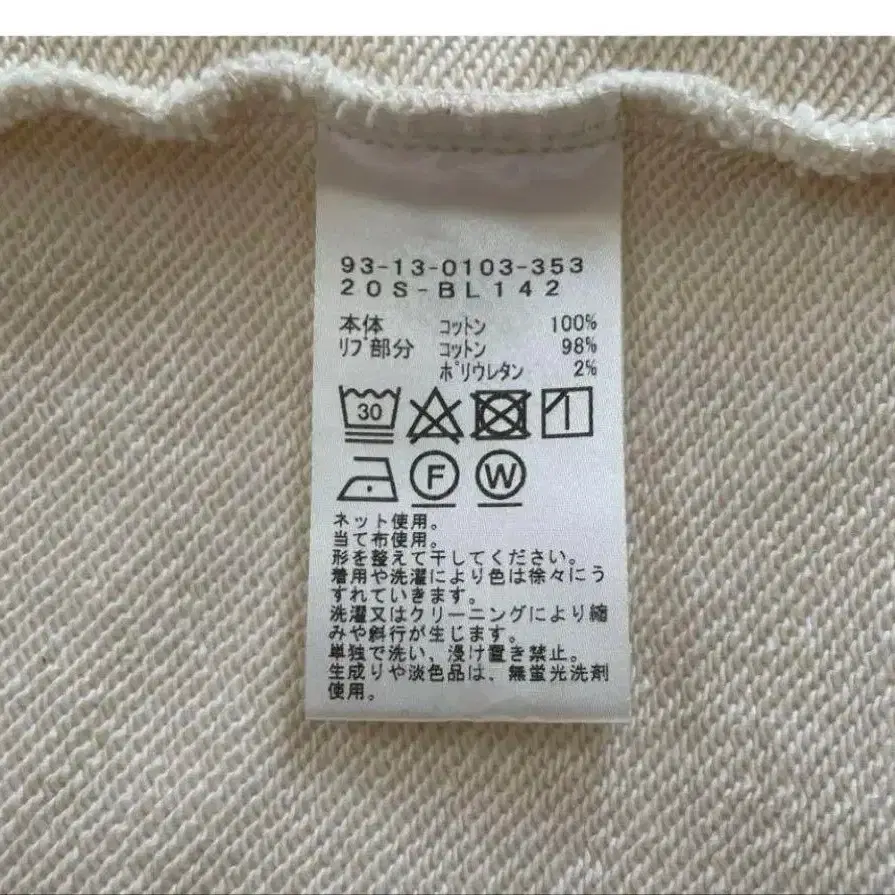 93-13-0103-353
20S-BL142
本体 コットン 100%
リブ部分 コットン 98%
ポリウレタン 2%
30
F W
ネット使用。
当て布使用。
形を整えて干してください。
着用や洗濯により色は徐々にう
すれていきます。
洗濯又はクリーニングにより縮
みや斜行が生じます。
単独で洗い、浸け置き禁止。
生成りや淡色品は、無蛍光洗剤
使用。